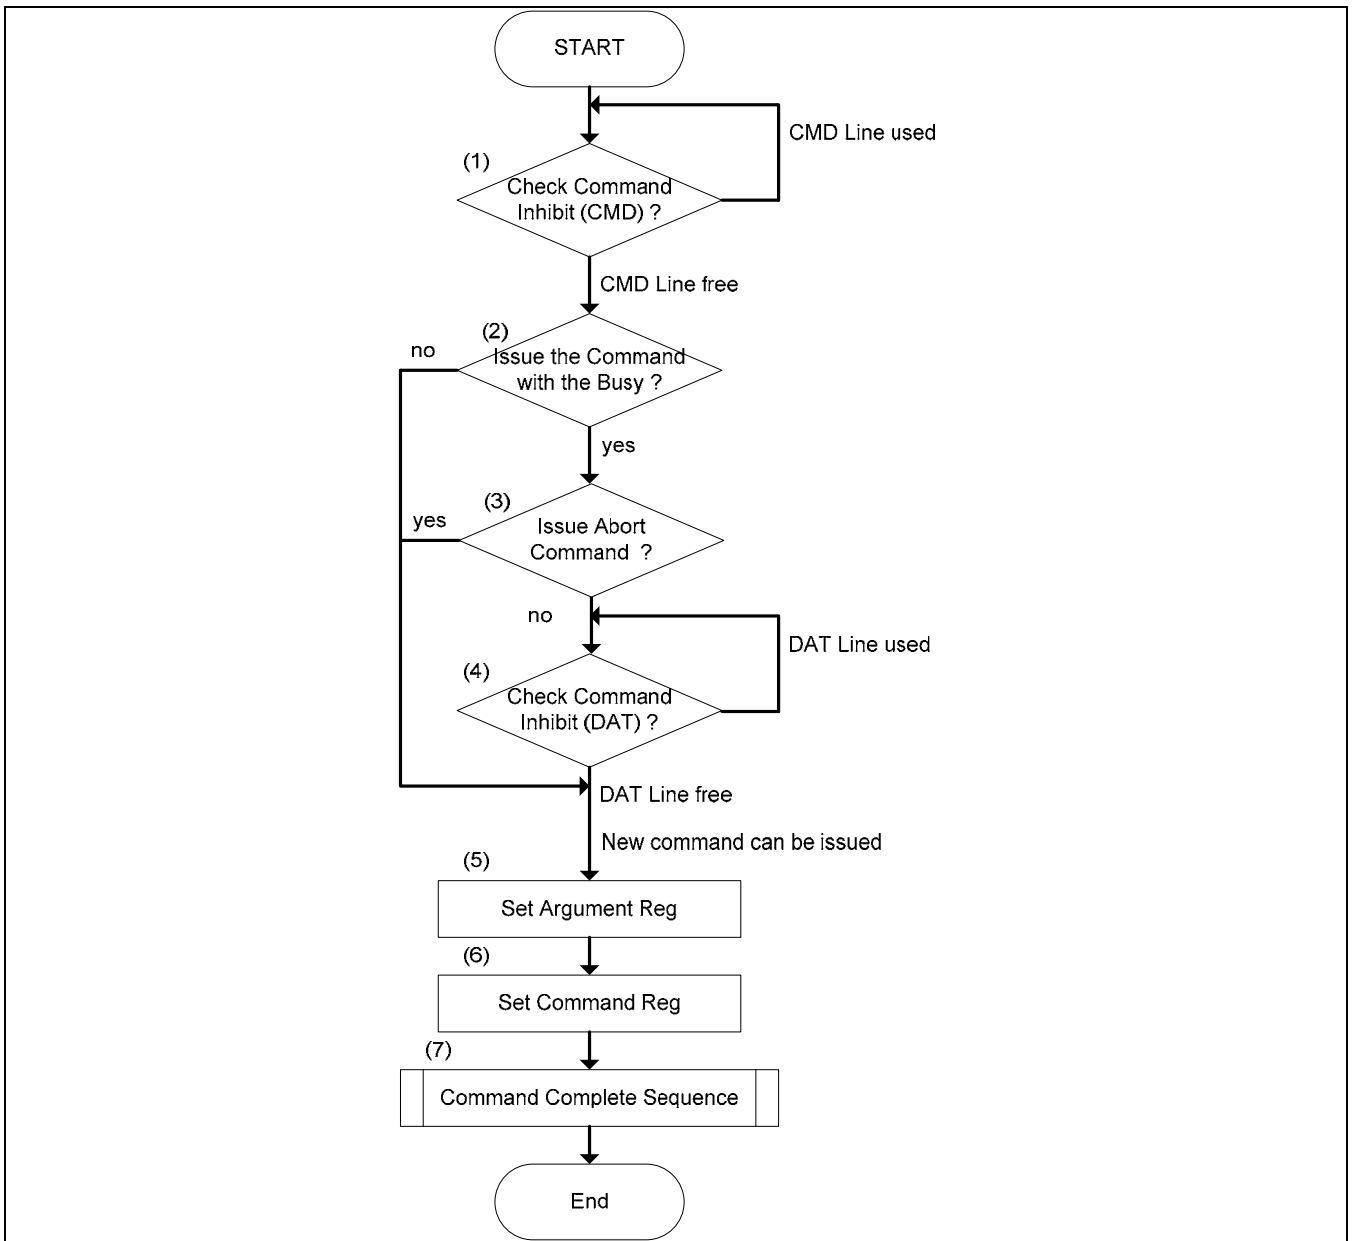 START
CMD Line used
(1)
Check Command
Inhibit (CMD) ?
CMD Line free
(2)
no
Issue the Command
with the Busy ?
yes
(3)
yes
Issue Abort
Command ?
no
DAT Line used
(4)
Check Command
Inhibit (DAT) ?
DAT Line free
New command can be issued
(5)
Set Argument Reg
(6)
Set Command Reg
(7)
Command Complete Sequence
End